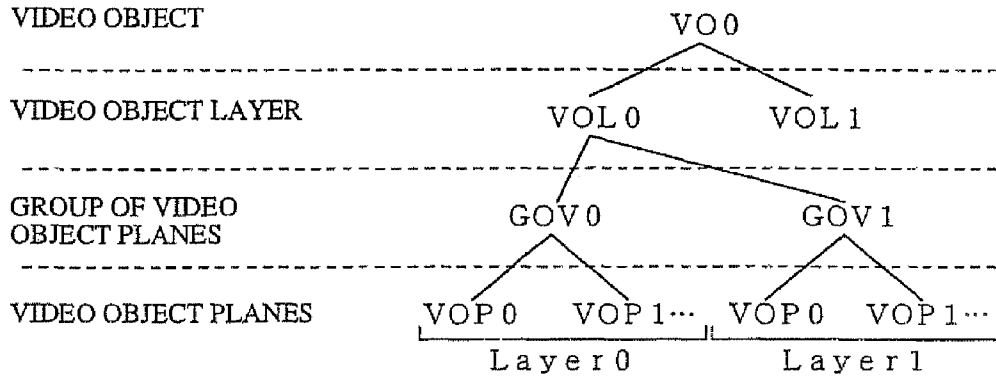 VIDEO OBJECT
VO0
VIDEO OBJECT LAYER
VOL0
VOL1
GROUP OF VIDEO
OBJECT PLANES
GOV0
GOV1
VIDEO OBJECT PLANES
VOP0
VOP1...
VOP0
VOP1...
Layer0
Layer1